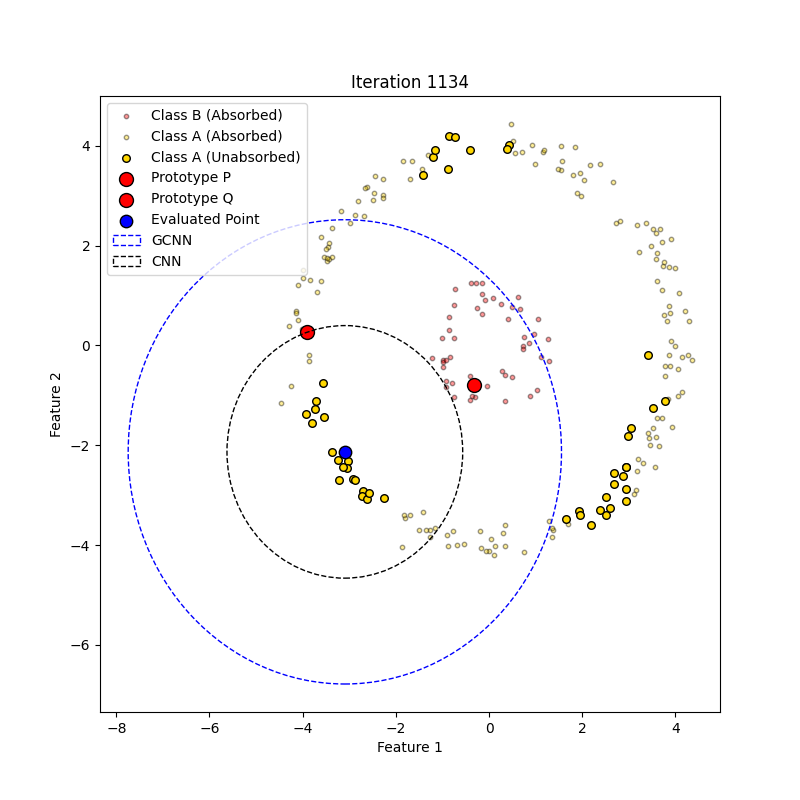 Iteration 1134
Class B (Absorbed)
Class A (Absorbed)
Class A (Unabsorbed)
Prototype P
Prototype Q
Evaluated Point
GCNN
CNN
4
2
0
−2
−4
−6
Feature 2
−8 −6 −4 −2 0 2 4
Feature 1